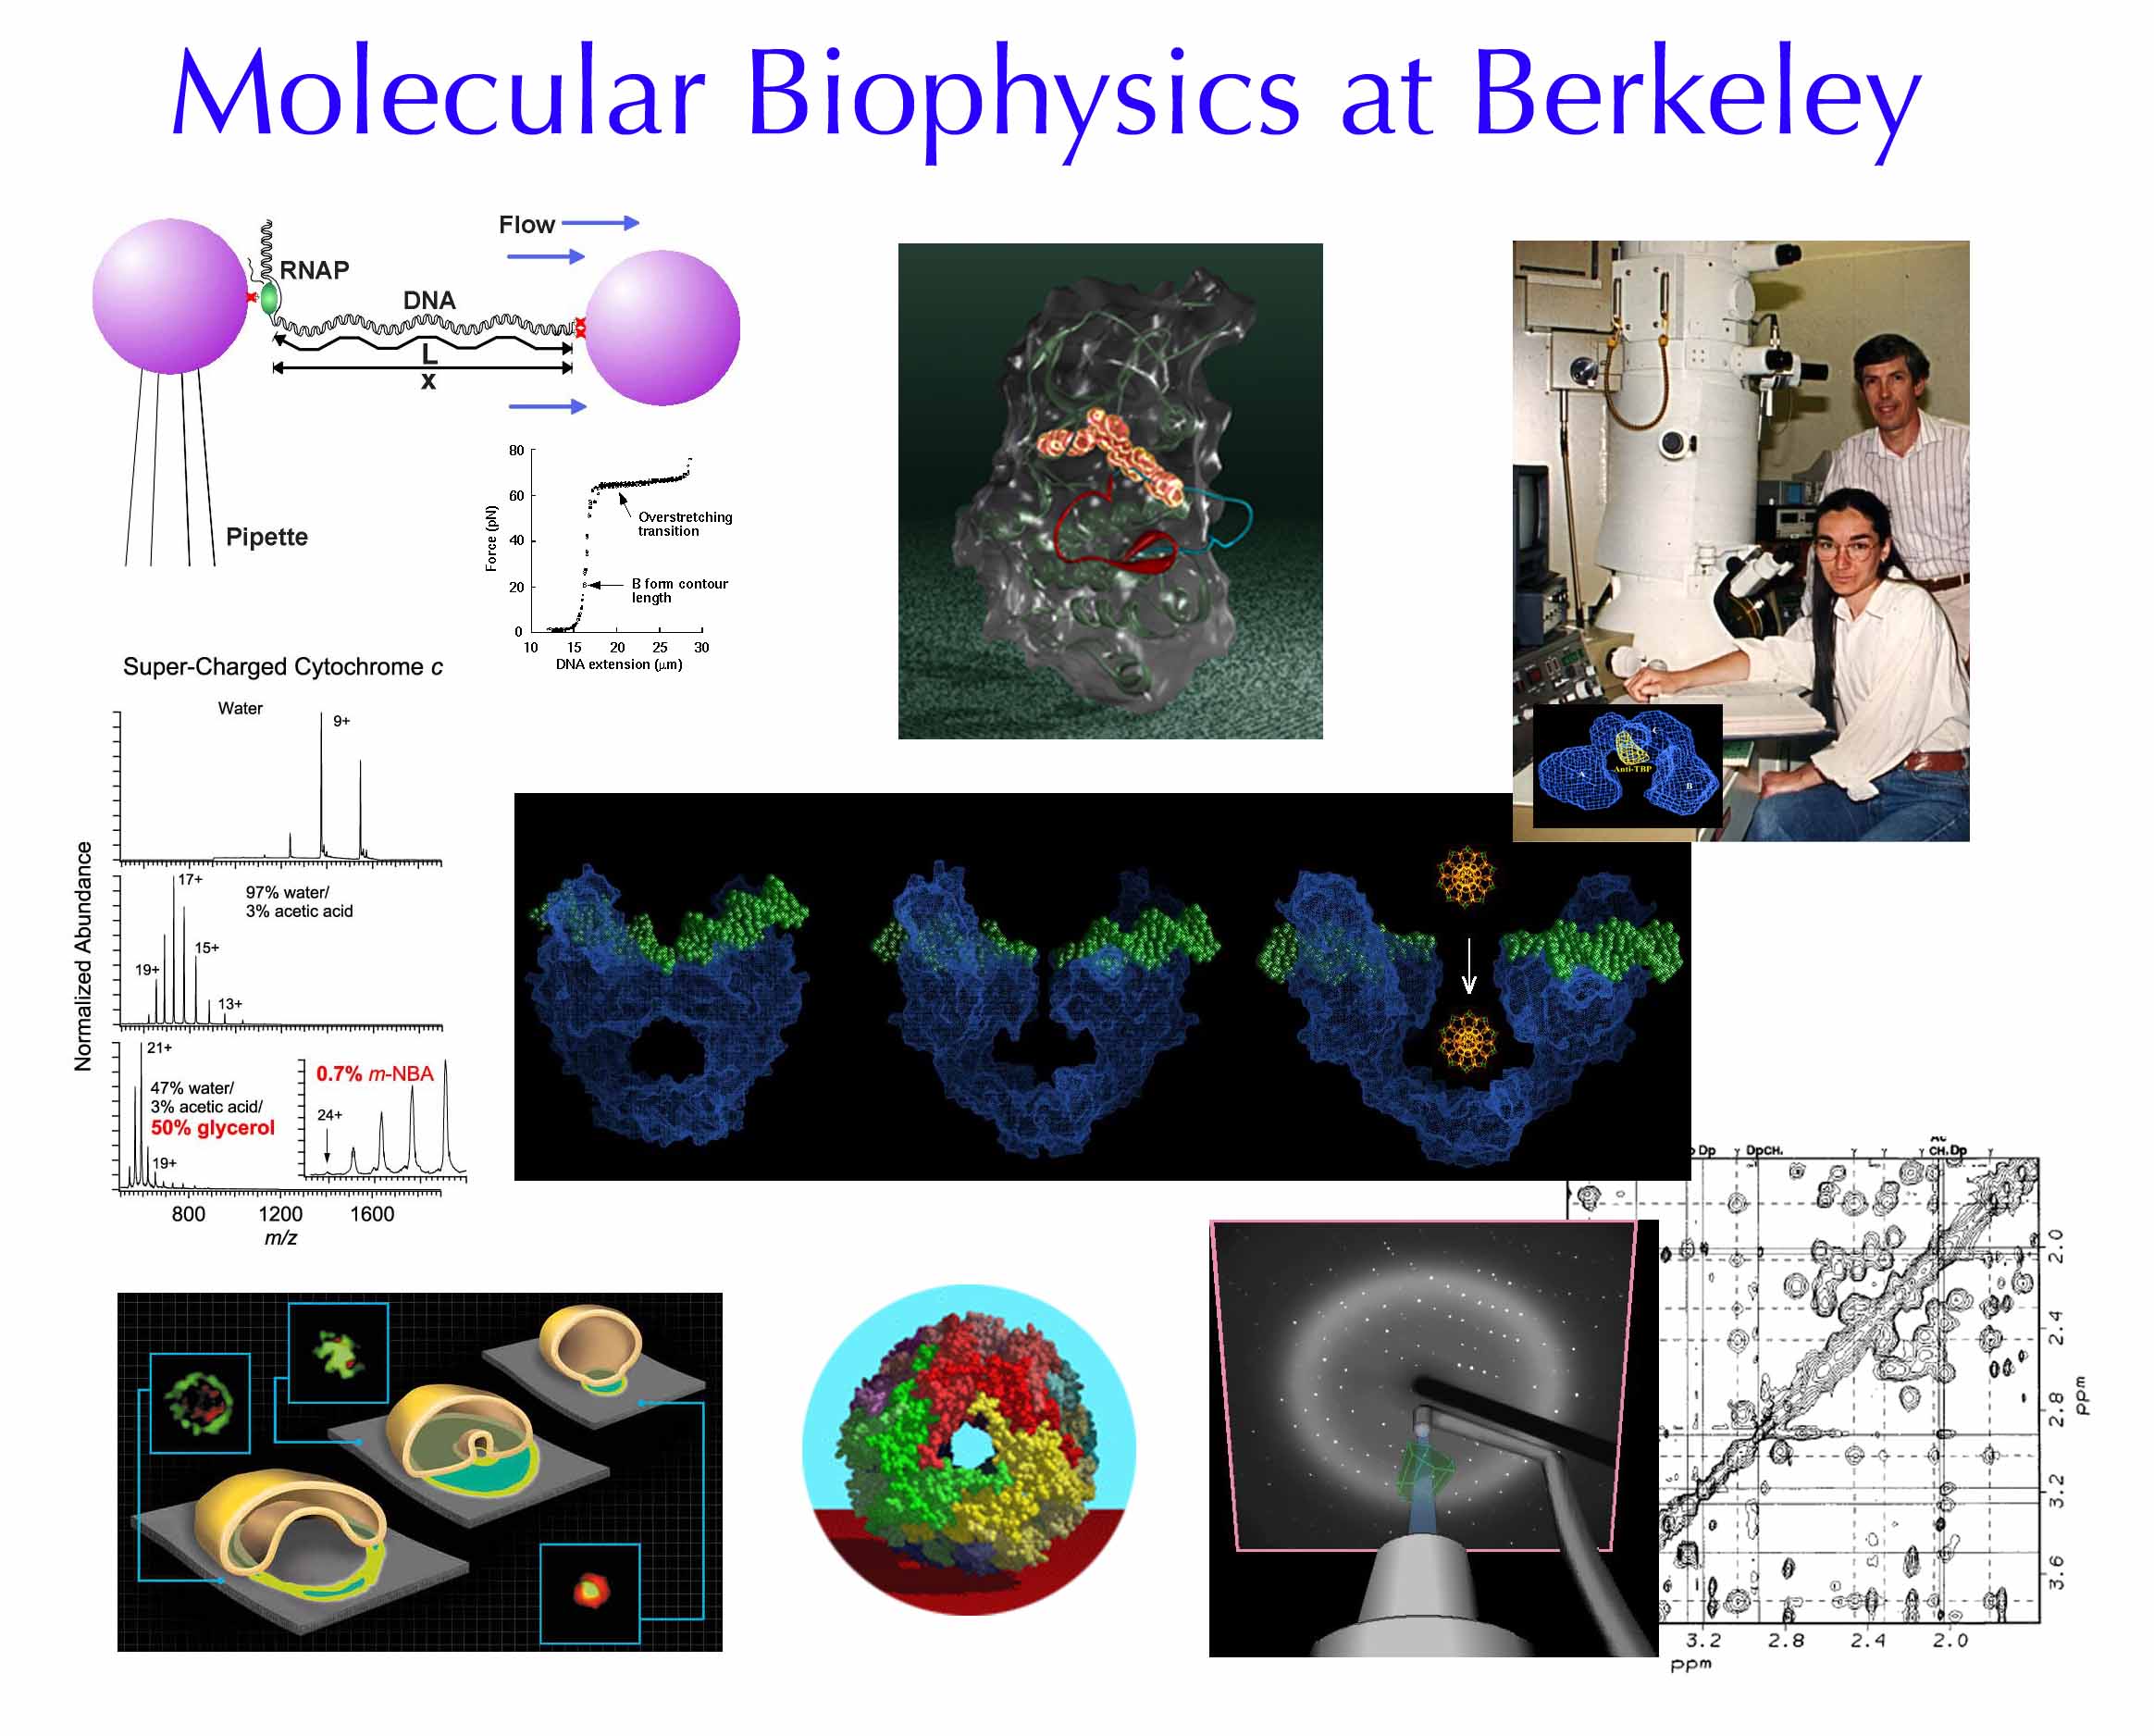 Molecular Biophysics at Berkeley
Flow
RNAP
DNA
L
x
Pipette
80
60
40
20
0
Force (pN)
Overstretching
transition
B form contour
length
10 15 20 25 30
DNA extension (μm)
Super-Charged Cytochrome c
Water
9+
17+
97% water/
3% acetic acid
15+
19+
13+
Normalized Abundance
21+
47% water/
3% acetic acid/
50% glycerol
19+
0.7% m-NBA
24+
800 1200 1600
m/z
A
C
Anti-TBP
B
Dp γ DpCH. γ γ γ CH. Dp γ
2.0
2.4
2.8
3.2
3.6
ppm
3.2 2.8 2.4 2.0
ppm